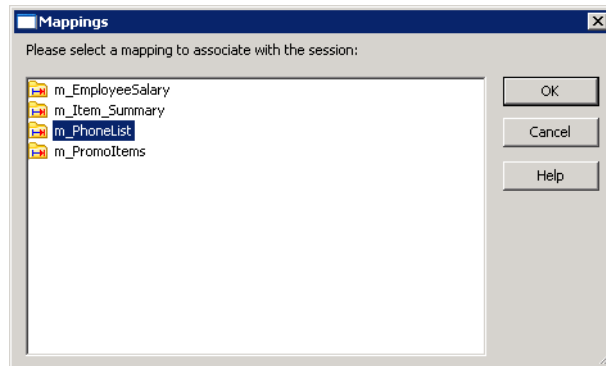 Mappings
Please select a mapping to associate with the session:
m_EmployeeSalary
m_Item_Summary
m_PhoneList
m_PromoItems
OK
Cancel
Help